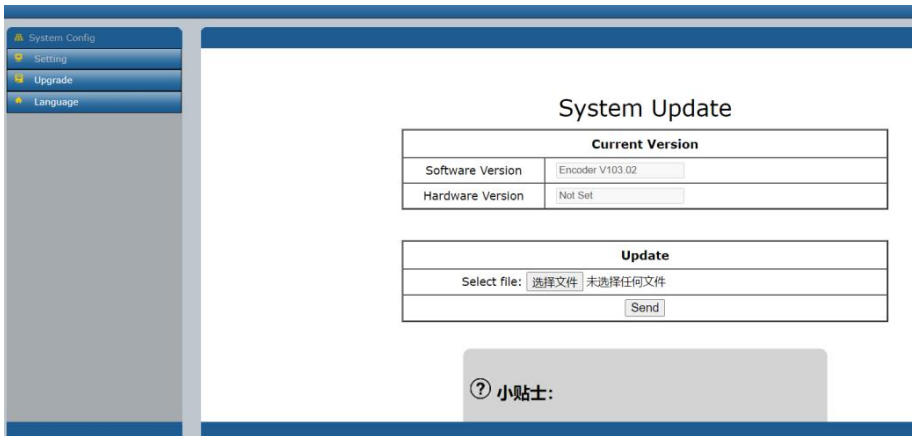 System Config
Setting
Upgrade
Language
System Update
Current Version
Software Version Encoder V103.02
Hardware Version Not Set
Update
Select file: 选择文件 未选择任何文件
Send
? 小贴士：